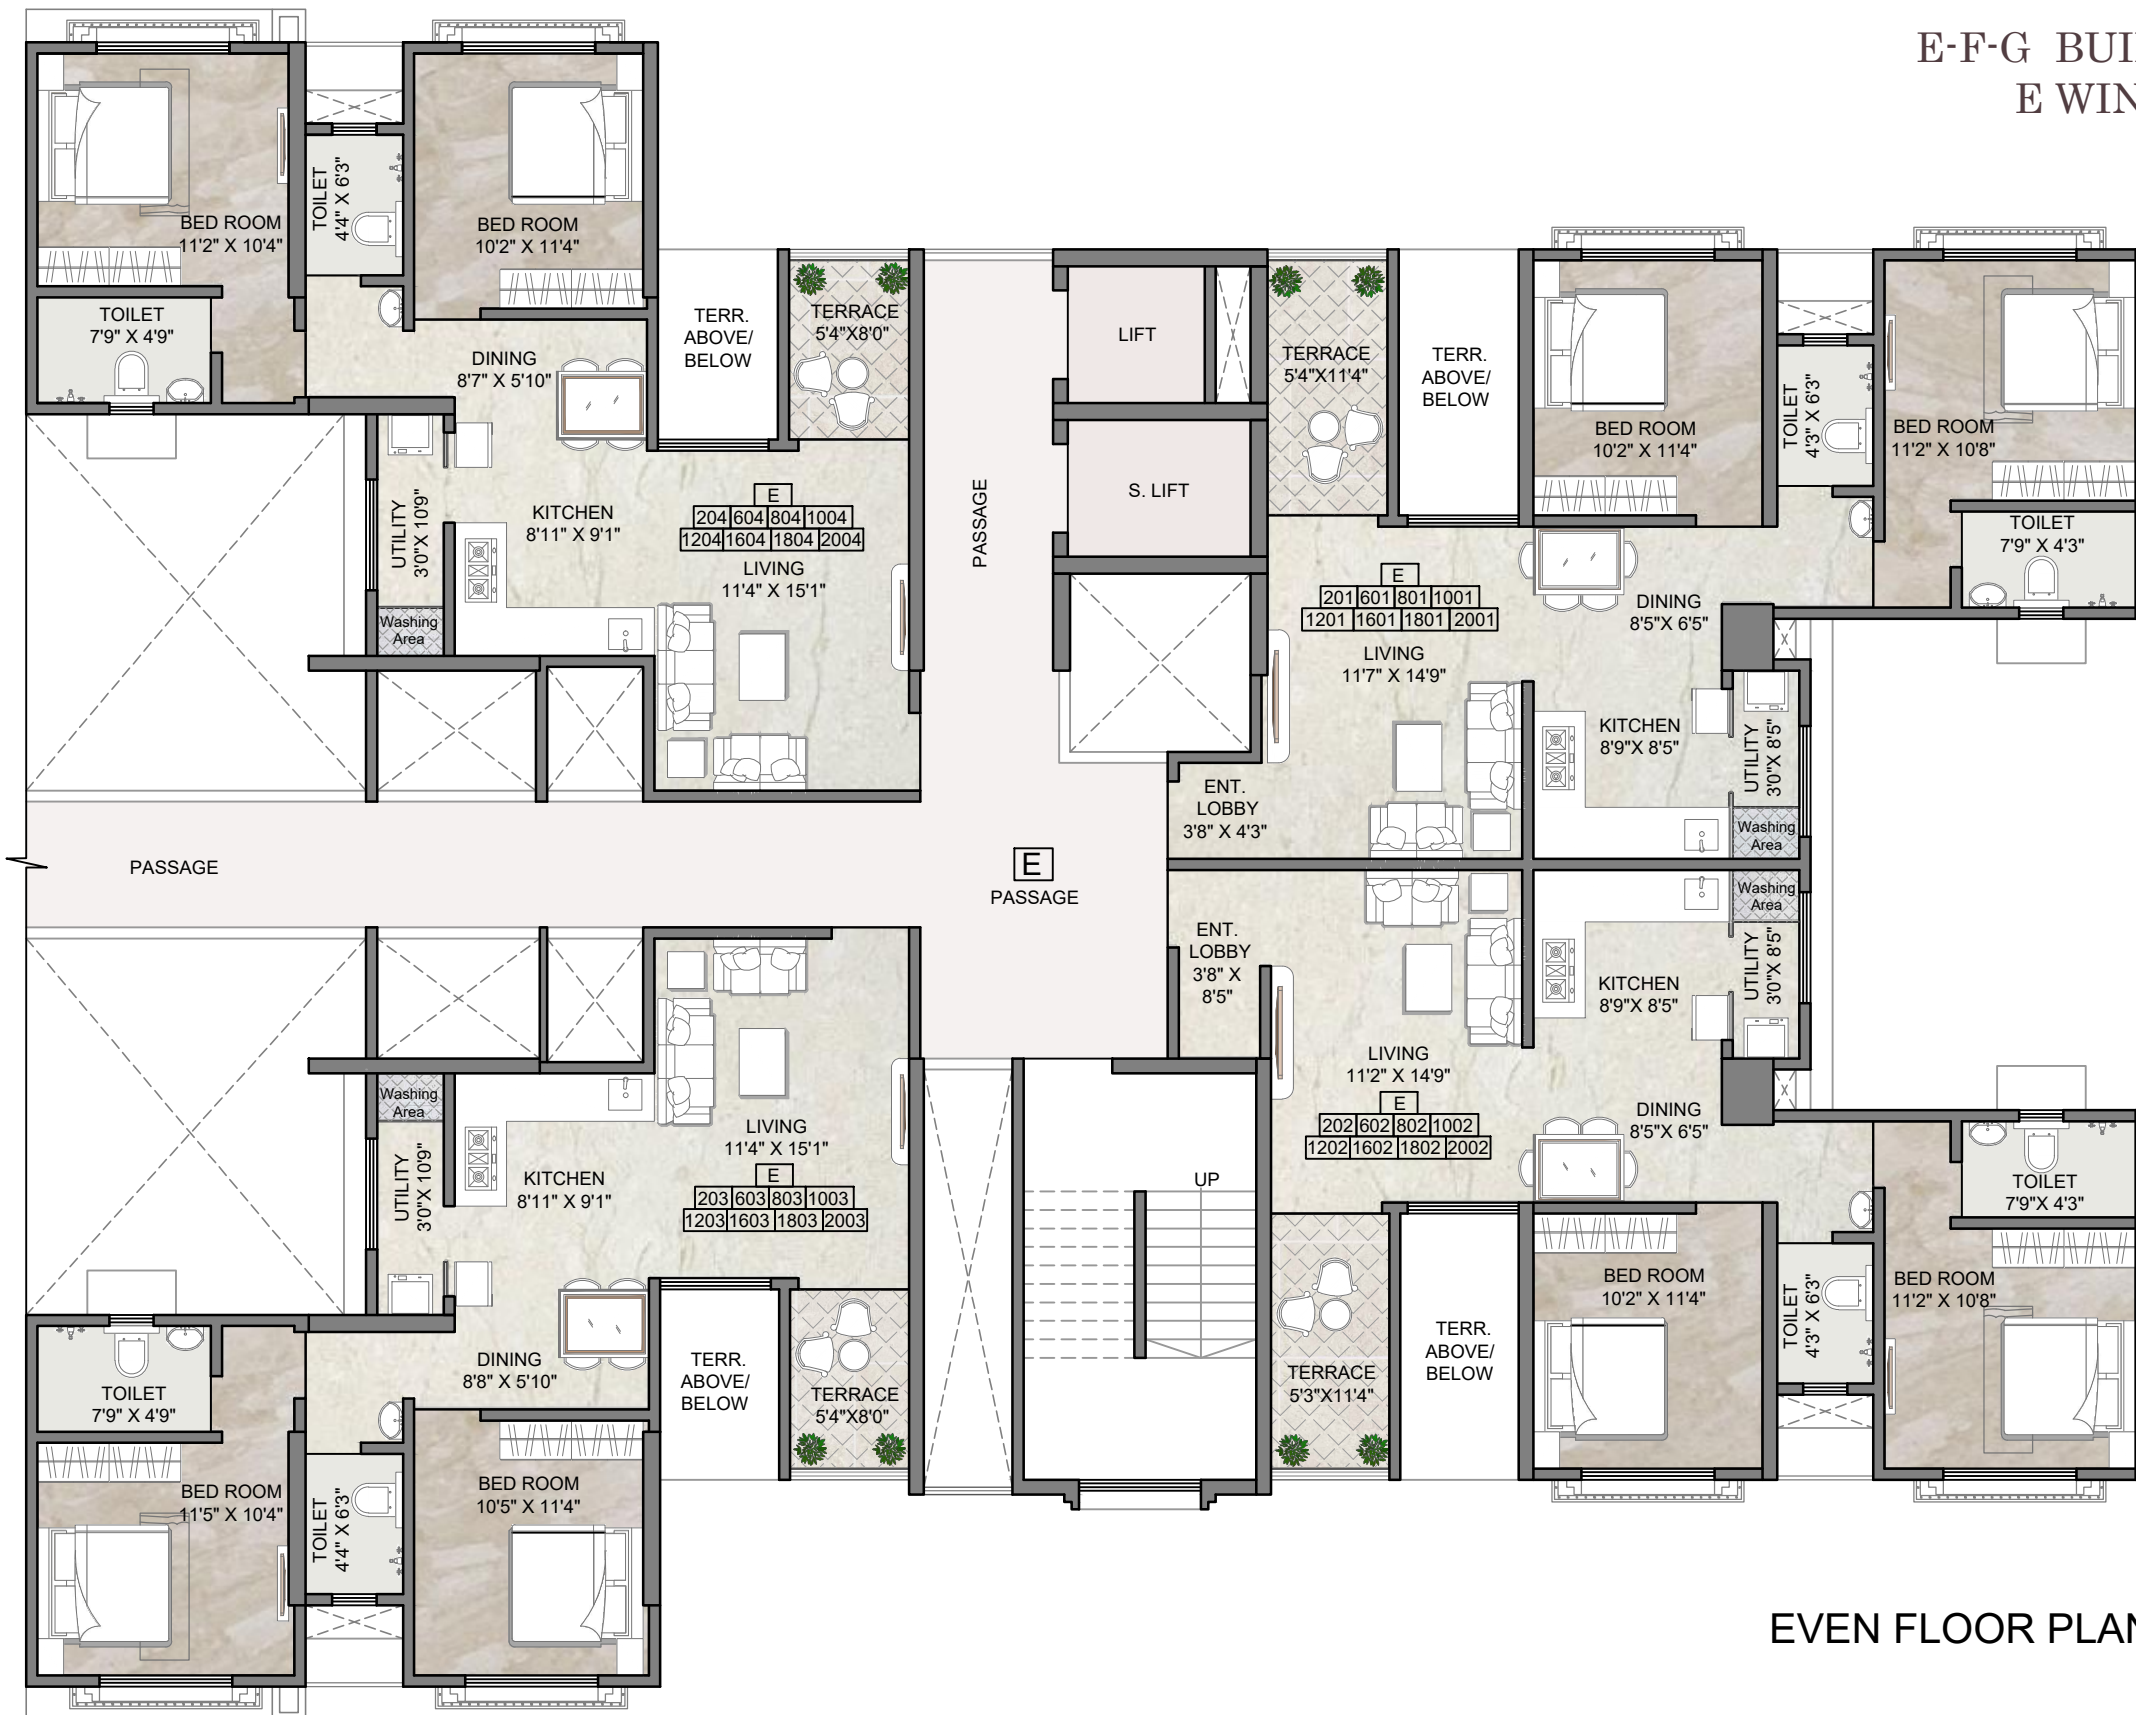 E-F-G BUI
E WIN
BED ROOM
11'2" X 10'4"
TOILET
4'4" X 6'3"
BED ROOM
10'2" X 11'4"
TOILET
7'9" X 4'9"
DINING
8'7" X 5'10"
TERR.
ABOVE/
BELOW
TERRACE
5'4"X8'0"
UTILITY
3'0"X 10'9"
Washing
Area
KITCHEN
8'11" X 9'1"
E
204 604 804 1004
1204 1604 1804 2004
LIVING
11'4" X 15'1"
PASSAGE
LIFT
S. LIFT
TERRACE
5'4"X11'4"
TERR.
ABOVE/
BELOW
BED ROOM
10'2" X 11'4"
TOILET
4'3" X 6'3"
BED ROOM
11'2" X 10'8"
TOILET
7'9" X 4'3"
E
201 601 801 1001
1201 1601 1801 2001
LIVING
11'7" X 14'9"
DINING
8'5"X 6'5"
KITCHEN
8'9"X 8'5"
UTILITY
3'0"X 8'5"
Washing
Area
ENT.
LOBBY
3'8" X 4'3"
PASSAGE
E
PASSAGE
ENT.
LOBBY
3'8" X
8'5"
Washing
Area
UTILITY
3'0"X 8'5"
KITCHEN
8'9"X 8'5"
LIVING
11'2" X 14'9"
E
202 602 802 1002
1202 1602 1802 2002
DINING
8'5"X 6'5"
TOILET
7'9"X 4'3"
BED ROOM
10'2" X 11'4"
TOILET
4'3" X 6'3"
BED ROOM
11'2" X 10'8"
TERRACE
5'3"X11'4"
TERR.
ABOVE/
BELOW
UP
Washing
Area
UTILITY
3'0"X 10'9"
KITCHEN
8'11" X 9'1"
LIVING
11'4" X 15'1"
E
203 603 803 1003
1203 1603 1803 2003
DINING
8'8" X 5'10"
TERR.
ABOVE/
BELOW
TERRACE
5'4"X8'0"
TOILET
7'9" X 4'9"
BED ROOM
11'5" X 10'4"
TOILET
4'4" X 6'3"
BED ROOM
10'5" X 11'4"
EVEN FLOOR PLAN